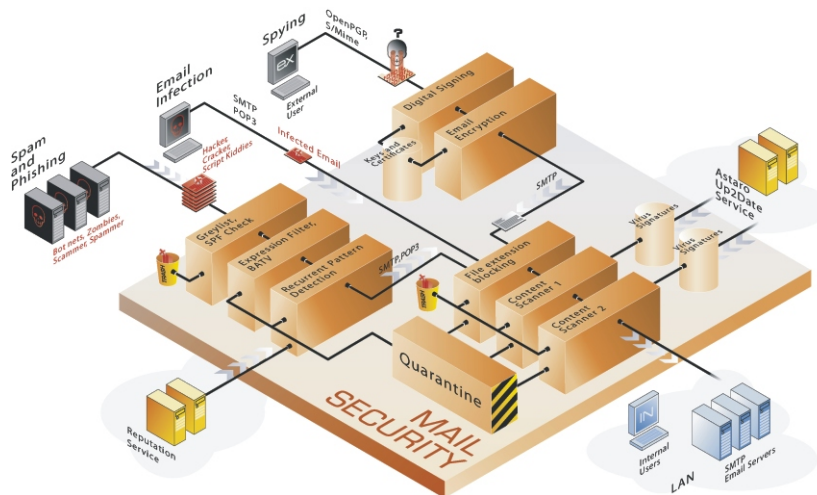 Spying
OpenPGP,
S/Mime
?
ex
External
User
Email
Infection
SMTP
POP3
Hacker,
Cracker,
Script Kiddies
Infected Email
Spam
and
Phishing
Bot nets, Zombies,
Scammer, Spammer
Digital Signing
Email
Encryption
Keys and
Certificates
SMTP
Astaro
Up2Date
Service
Virus
Signatures
Virus
Signatures
Greylist,
SPF Check
Expression Filter,
BATV
Recurrent Pattern
Detection
SMTP,POP3
File extension
blocking
Content
Scanner 1
Content
Scanner 2
Quarantine
MAIL
SECURITY
Reputation
Service
IN
Internal
Users
SMTP
Email Servers
LAN